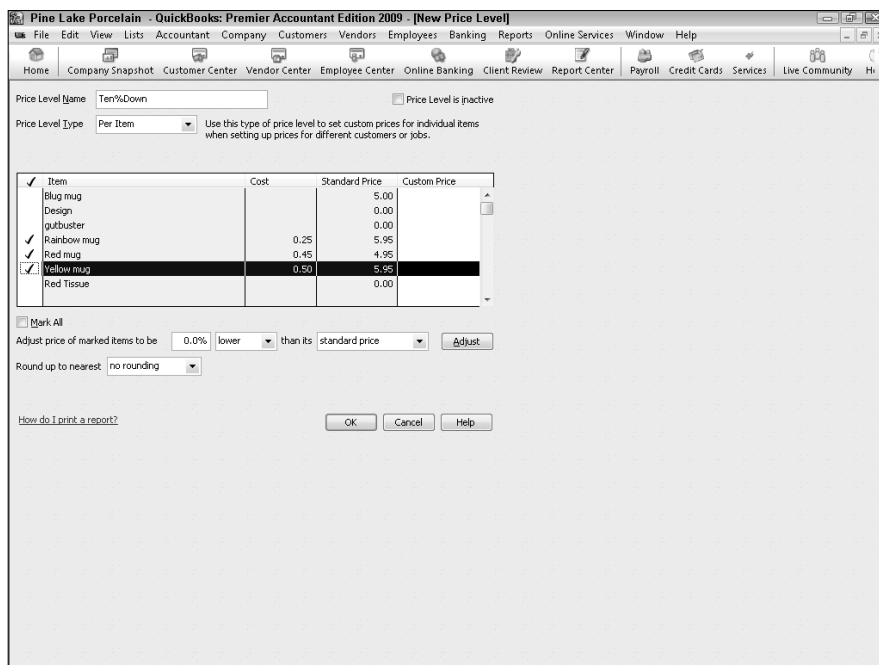 Pine Lake Porcelain - QuickBooks: Premier Accountant Edition 2009 - [New Price Level]
File Edit View Lists Accountant Company Customers Vendors Employees Banking Reports Online Services Window Help
Home Company Snapshot Customer Center Vendor Center Employee Center Online Banking Client Review Report Center Payroll Credit Cards Services Live Community
Price Level Name Ten%Down Price Level is inactive
Price Level Type Per Item Use this type of price level to set custom prices for individual items
when setting up prices for different customers or jobs.
✓ Item Cost Standard Price Custom Price
Blug mug 5.00
Design 0.00
gutbuster 0.00
✓ Rainbow mug 0.25 5.95
✓ Red mug 0.45 4.95
✓ Yellow mug 0.50 5.95
Red Tissue 0.00
Mark All
Adjust price of marked items to be 0.0% lower than its standard price Adjust
Round up to nearest no rounding
How do I print a report? OK Cancel Help